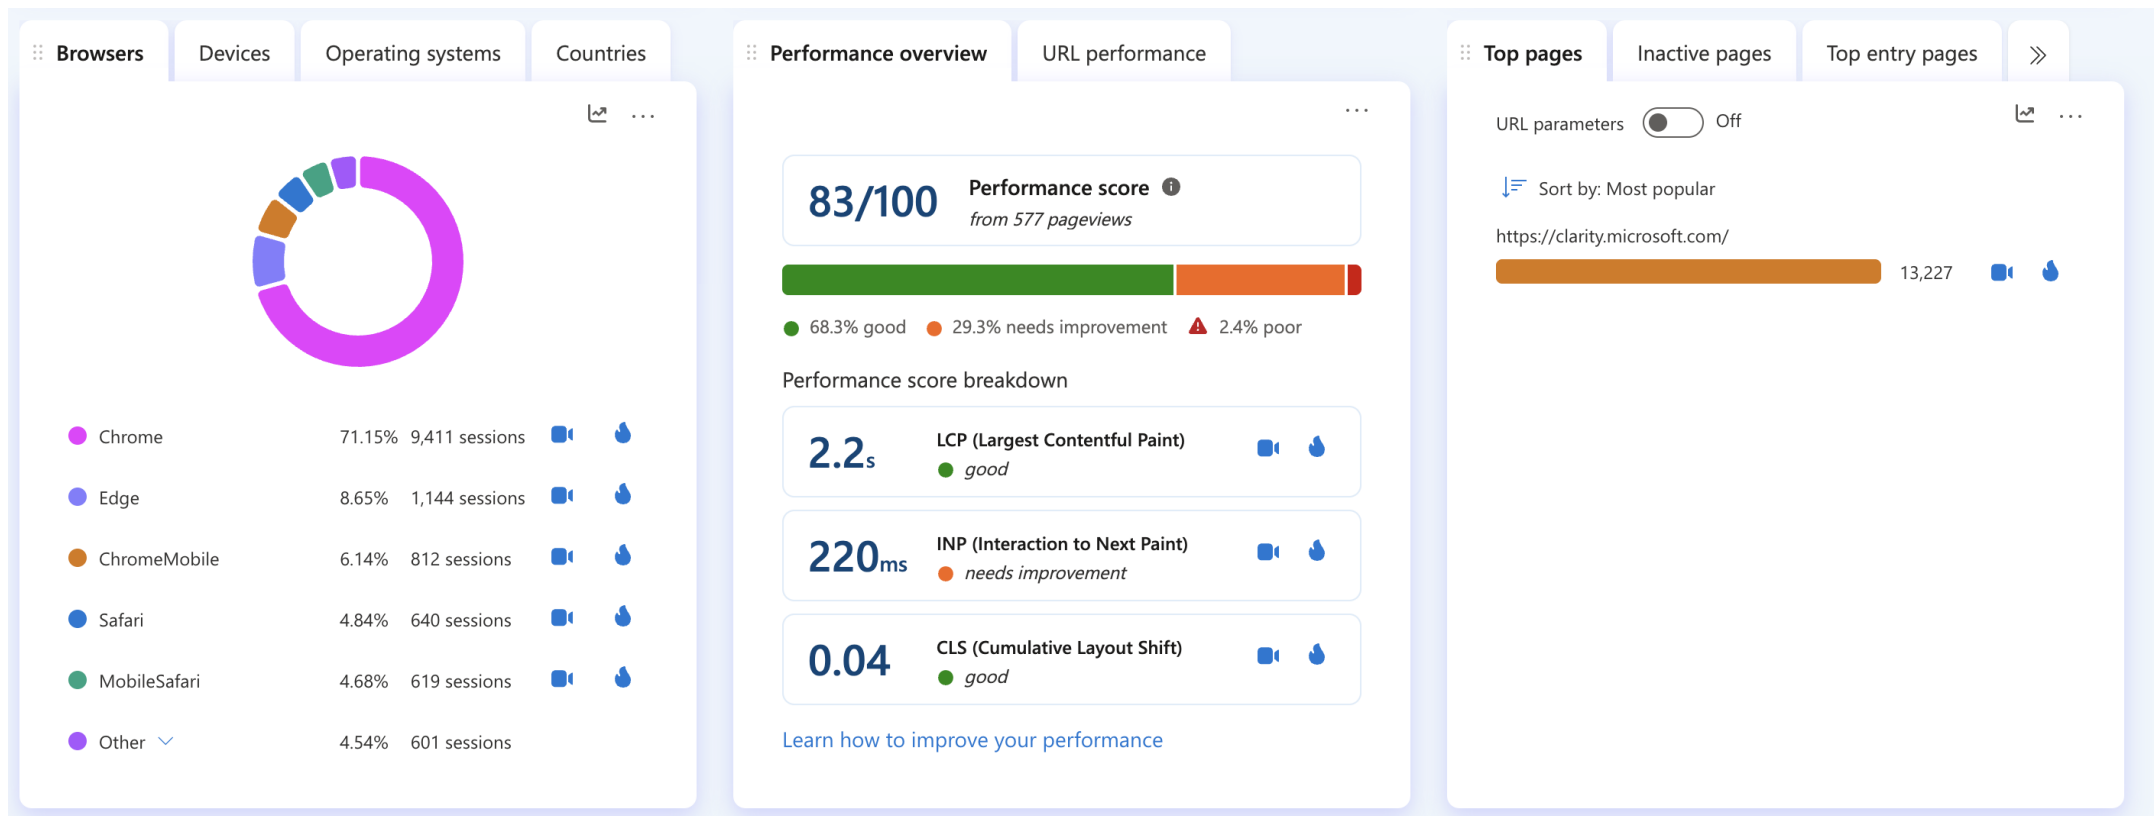 Browsers
Devices
Operating systems
Countries
Chrome 71.15% 9,411 sessions
Edge 8.65% 1,144 sessions
ChromeMobile 6.14% 812 sessions
Safari 4.84% 640 sessions
MobileSafari 4.68% 619 sessions
Other 4.54% 601 sessions
Performance overview
URL performance
83/100
Performance score
from 577 pageviews
68.3% good 29.3% needs improvement 2.4% poor
Performance score breakdown
2.2s
LCP (Largest Contentful Paint)
good
220ms
INP (Interaction to Next Paint)
needs improvement
0.04
CLS (Cumulative Layout Shift)
good
Learn how to improve your performance
Top pages
Inactive pages
Top entry pages
URL parameters Off
Sort by: Most popular
https://clarity.microsoft.com/
13,227